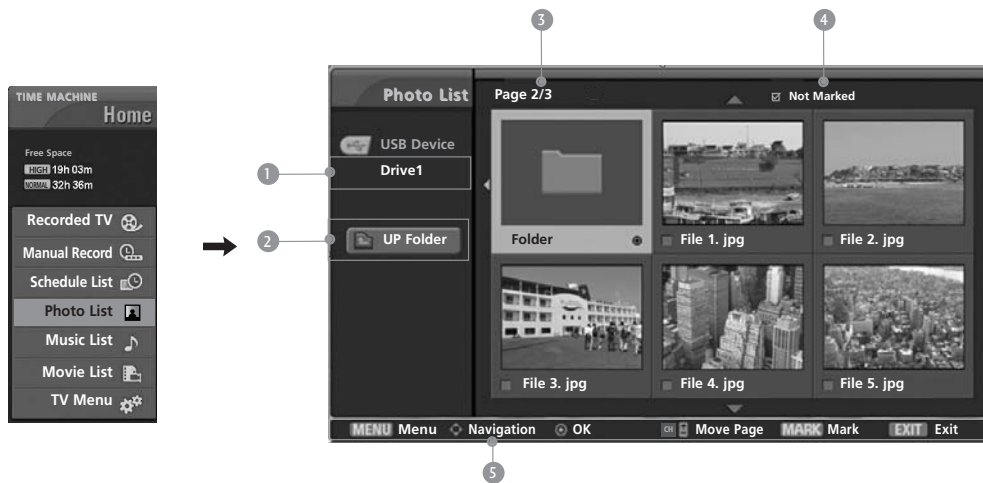 3
4
TIME MACHINE
Home
Free Space
HIGH 19h 03m
NORMAL 32h 36m
Recorded TV
Manual Record
Schedule List
Photo List
Music List
Movie List
TV Menu
1
2
Photo List
USB Device
Drive1
UP Folder
Page 2/3
Not Marked
Folder
File 1. jpg
File 2. jpg
File 3. jpg
File 4. jpg
File 5. jpg
MENU Menu
Navigation
OK
CH Move Page
MARK Mark
EXIT Exit
5